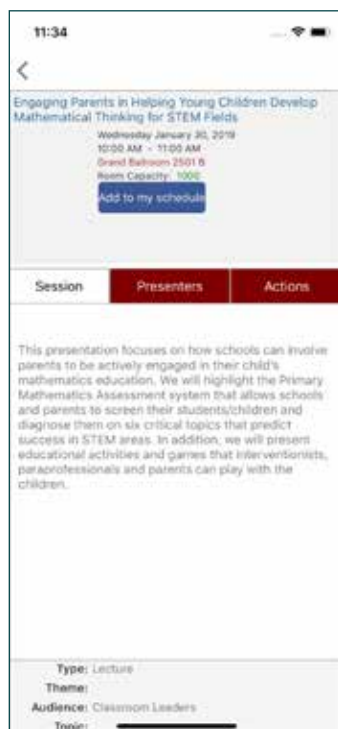 11:34
Engaging Parents in Helping Young Children Develop
Mathematical Thinking for STEM Fields
Wednesday January 30, 2019
10:00 AM - 11:00 AM
Grand Ballroom 2501 B
Room Capacity: 1000
Add to my schedule
Session Presenters Actions
This presentation focuses on how schools can involve
parents to be actively engaged in their child's
mathematics education. We will highlight the Primary
Mathematics Assessment system that allows schools
and parents to screen their students/children and
diagnose them on six critical topics that predict
success in STEM areas. In addition, we will present
educational activities and games that interventionists,
paraprofessionals and parents can play with the
children.
Type: Lecture
Theme:
Audience: Classroom Leaders
Topic: